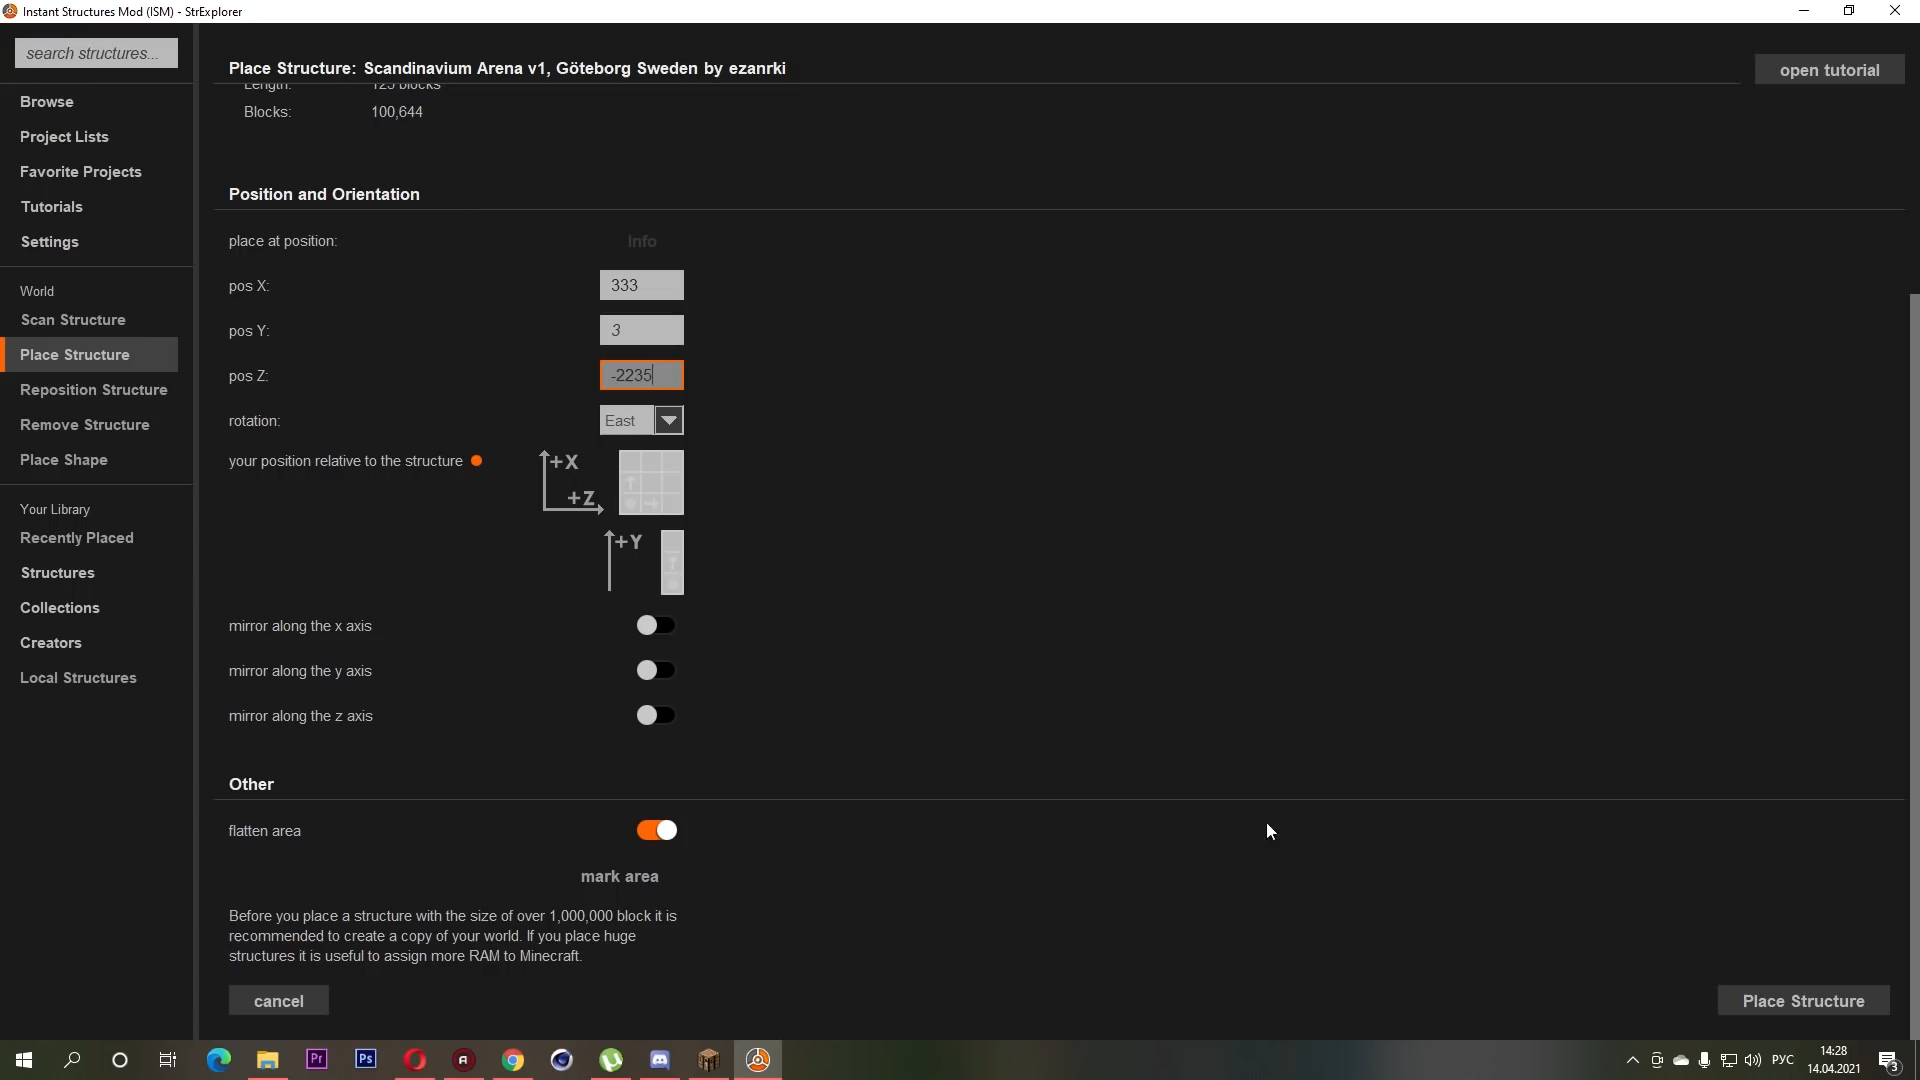 Instant Structures Mod (ISM) - StrExplorer
search structures...
Browse
Project Lists
Favorite Projects
Tutorials
Settings
World
Scan Structure
Place Structure
Reposition Structure
Remove Structure
Place Shape
Your Library
Recently Placed
Structures
Collections
Creators
Local Structures
Place Structure: Scandinavium Arena v1, Göteborg Sweden by ezanrki
open tutorial
Length: 125 blocks
Blocks: 100,644
Position and Orientation
place at position: Info
pos X: 333
pos Y: 3
pos Z: -2235
rotation: East
your position relative to the structure
+X
+Z
+Y
mirror along the x axis
mirror along the y axis
mirror along the z axis
Other
flatten area
mark area
Before you place a structure with the size of over 1,000,000 block it is
recommended to create a copy of your world. If you place huge
structures it is useful to assign more RAM to Minecraft.
cancel
Place Structure
Pr
Ps
РУС
14:28
14.04.2021
3